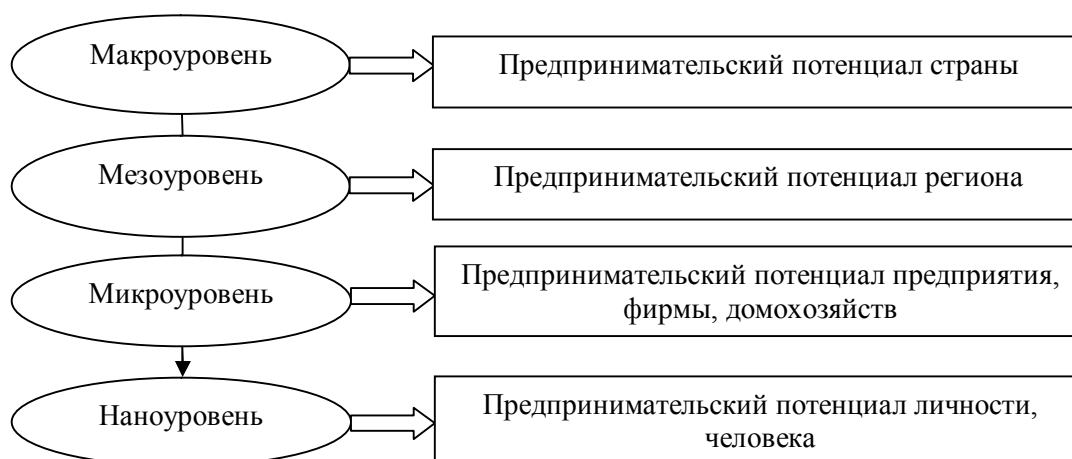 Макроуровень
Предпринимательский потенциал страны
Мезоуровень
Предпринимательский потенциал региона
Микроуровень
Предпринимательский потенциал предприятия,
фирмы, домохозяйств
Наноуровень
Предпринимательский потенциал личности,
человека